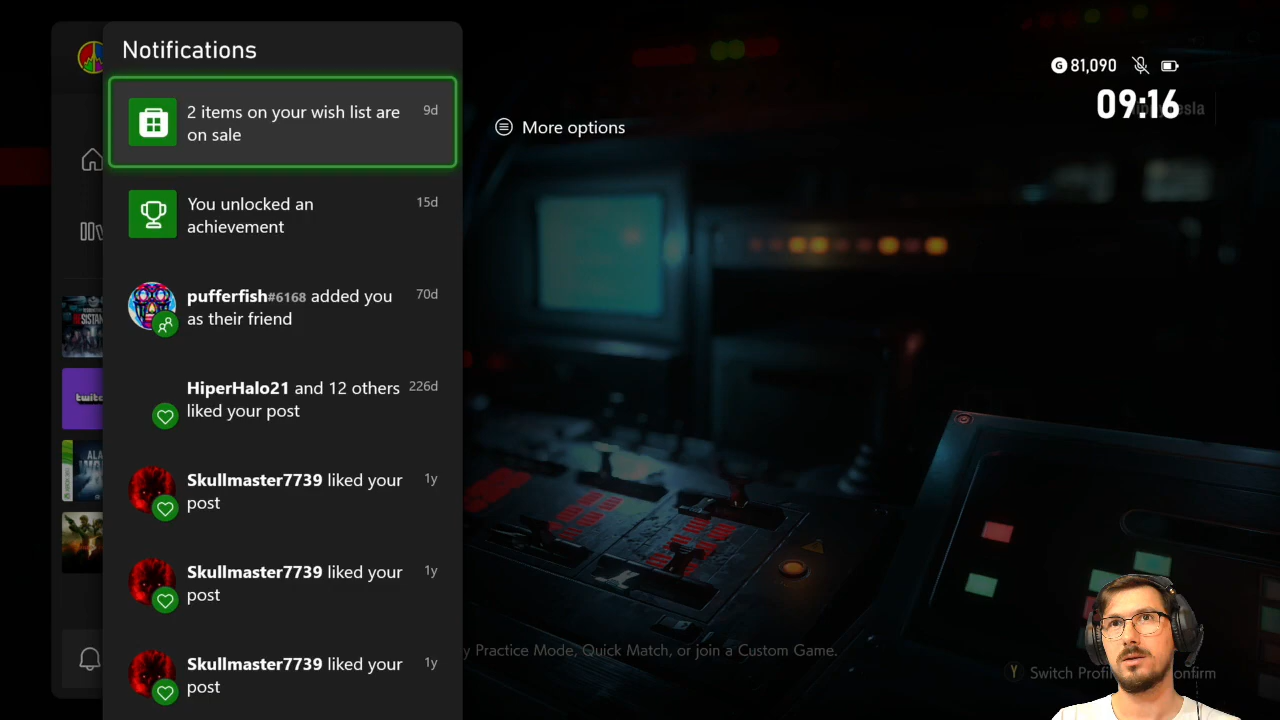 Notifications
2 items on your wish list are
on sale
9d
You unlocked an
achievement
15d
pufferfish#6168 added you
as their friend
70d
HiperHalo21 and 12 others
liked your post
226d
Skullmaster7739 liked your
post
1y
Skullmaster7739 liked your
post
1y
Skullmaster7739 liked your
post
1y
More options
G 81,090
09:16
Practice Mode, Quick Match, or join a Custom Game.
Y Switch